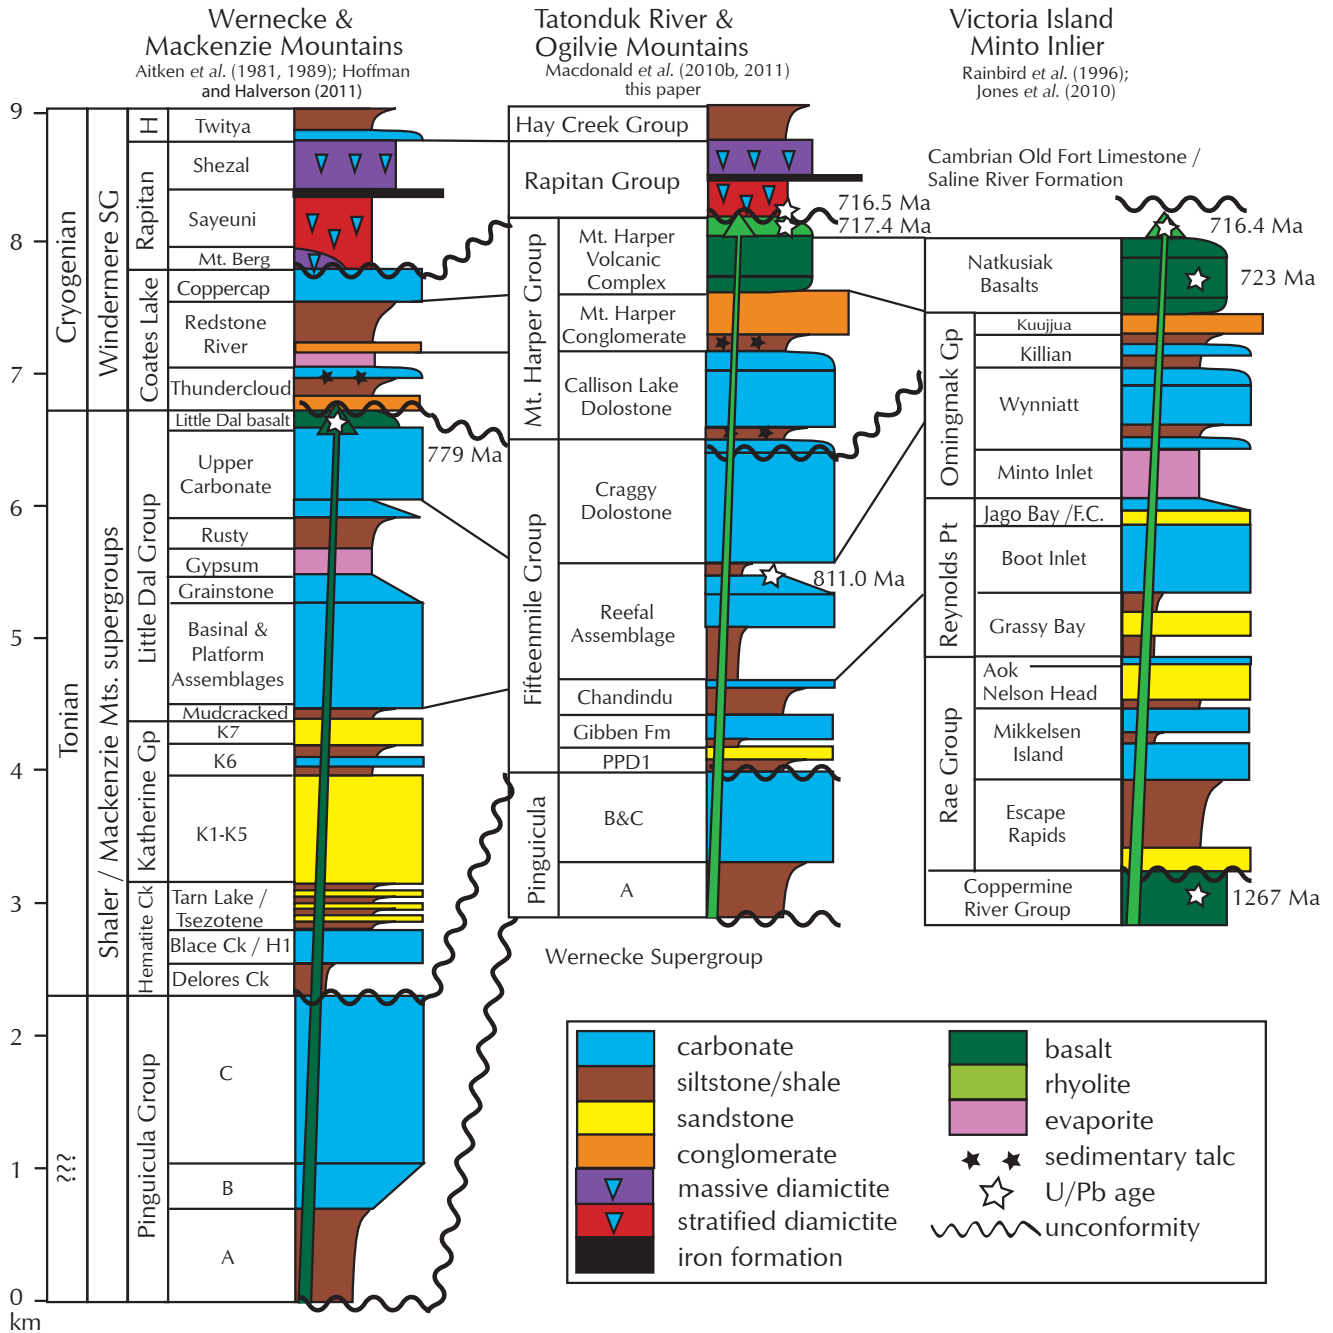 Wernecke &
Mackenzie Mountains
Aitken et al. (1981, 1989); Hoffman
and Halverson (2011)
Tatonduk River &
Ogilvie Mountains
Macdonald et al. (2010b, 2011)
this paper
Victoria Island
Minto Inlier
Rainbird et al. (1996);
Jones et al. (2010)
9
8
7
6
5
4
3
2
1
0
km
Cryogenian
Tonian
???
Windermere SG
Shaler / Mackenzie Mts. supergroups
H
Rapitan
Coates Lake
Little Dal Group
Katherine Gp
Hematite Ck
Pinguicula Group
Twitya
Shezal
Sayeuni
Mt. Berg
Coppercap
Redstone
River
Thundercloud
Little Dal basalt
Upper
Carbonate
Rusty
Gypsum
Grainstone
Basinal &
Platform
Assemblages
Mudcracked
K7
K6
K1-K5
Tarn Lake /
Tsezotene
Blace Ck / H1
Delores Ck
C
B
A
779 Ma
Hay Creek Group
Rapitan Group
Mt. Harper Group
Fifteenmile Group
Pinguicula
Mt. Harper
Volcanic
Complex
Mt. Harper
Conglomerate
Callison Lake
Dolostone
Craggy
Dolostone
Reefal
Assemblage
Chandindu
Gibben Fm
PPD1
B&C
A
716.5 Ma
717.4 Ma
811.0 Ma
Wernecke Supergroup
Cambrian Old Fort Limestone /
Saline River Formation
716.4 Ma
723 Ma
1267 Ma
Omingmak Gp
Reynolds Pt
Rae Group
Natkusiak
Basalts
Kuujjua
Killian
Wynniatt
Minto Inlet
Jago Bay /F.C.
Boot Inlet
Grassy Bay
Aok
Nelson Head
Mikkelsen
Island
Escape
Rapids
Coppermine
River Group
carbonate
siltstone/shale
sandstone
conglomerate
massive diamictite
stratified diamictite
iron formation
basalt
rhyolite
evaporite
sedimentary talc
U/Pb age
unconformity